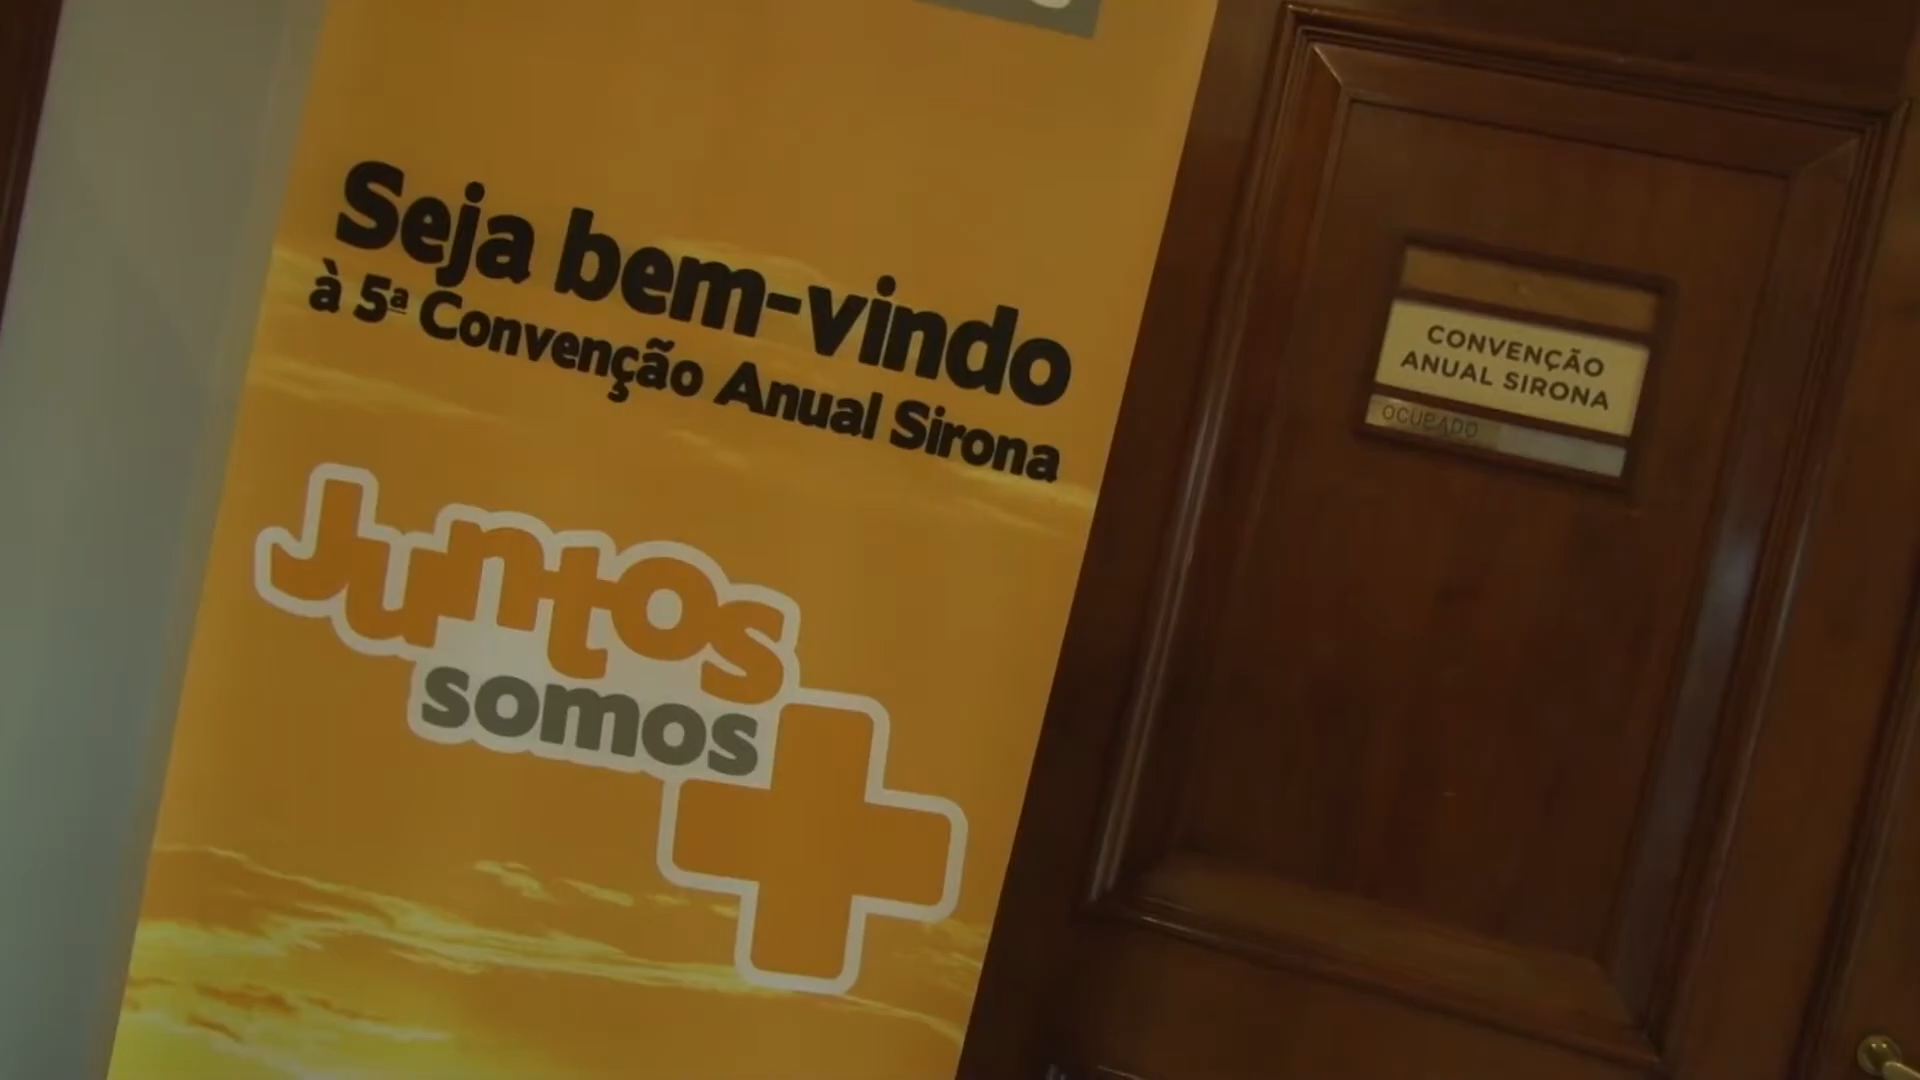 Seja bem-vindo
à 5ª Convenção Anual Sirona
Juntos
somos
+
CONVENÇÃO
ANUAL SIRONA
OCUPADO